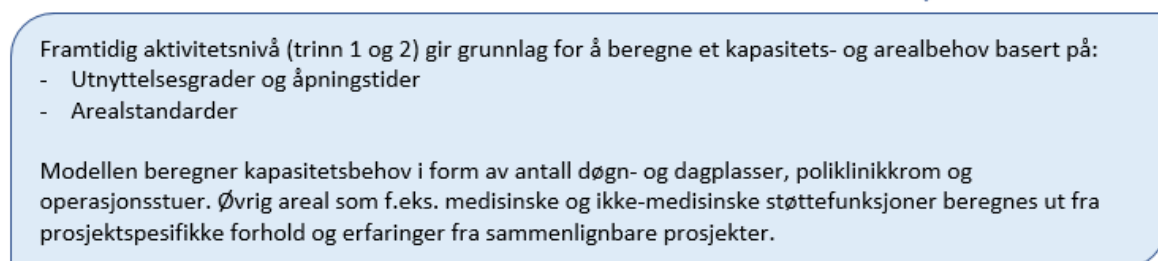 Framtidig aktivitetsnivå (trinn 1 og 2) gir grunnlag for å beregne et kapasitets- og arealbehov basert på:
- Utnyttelsesgrader og åpningstider
- Arealstandarder
Modellen beregner kapasitetsbehov i form av antall døgn- og dagplasser, poliklinikkrom og
operasjonsstuer. Øvrig areal som f.eks. medisinske og ikke-medisinske støttefunksjoner beregnes ut fra
prosjektspesifikke forhold og erfaringer fra sammenlignbare prosjekter.